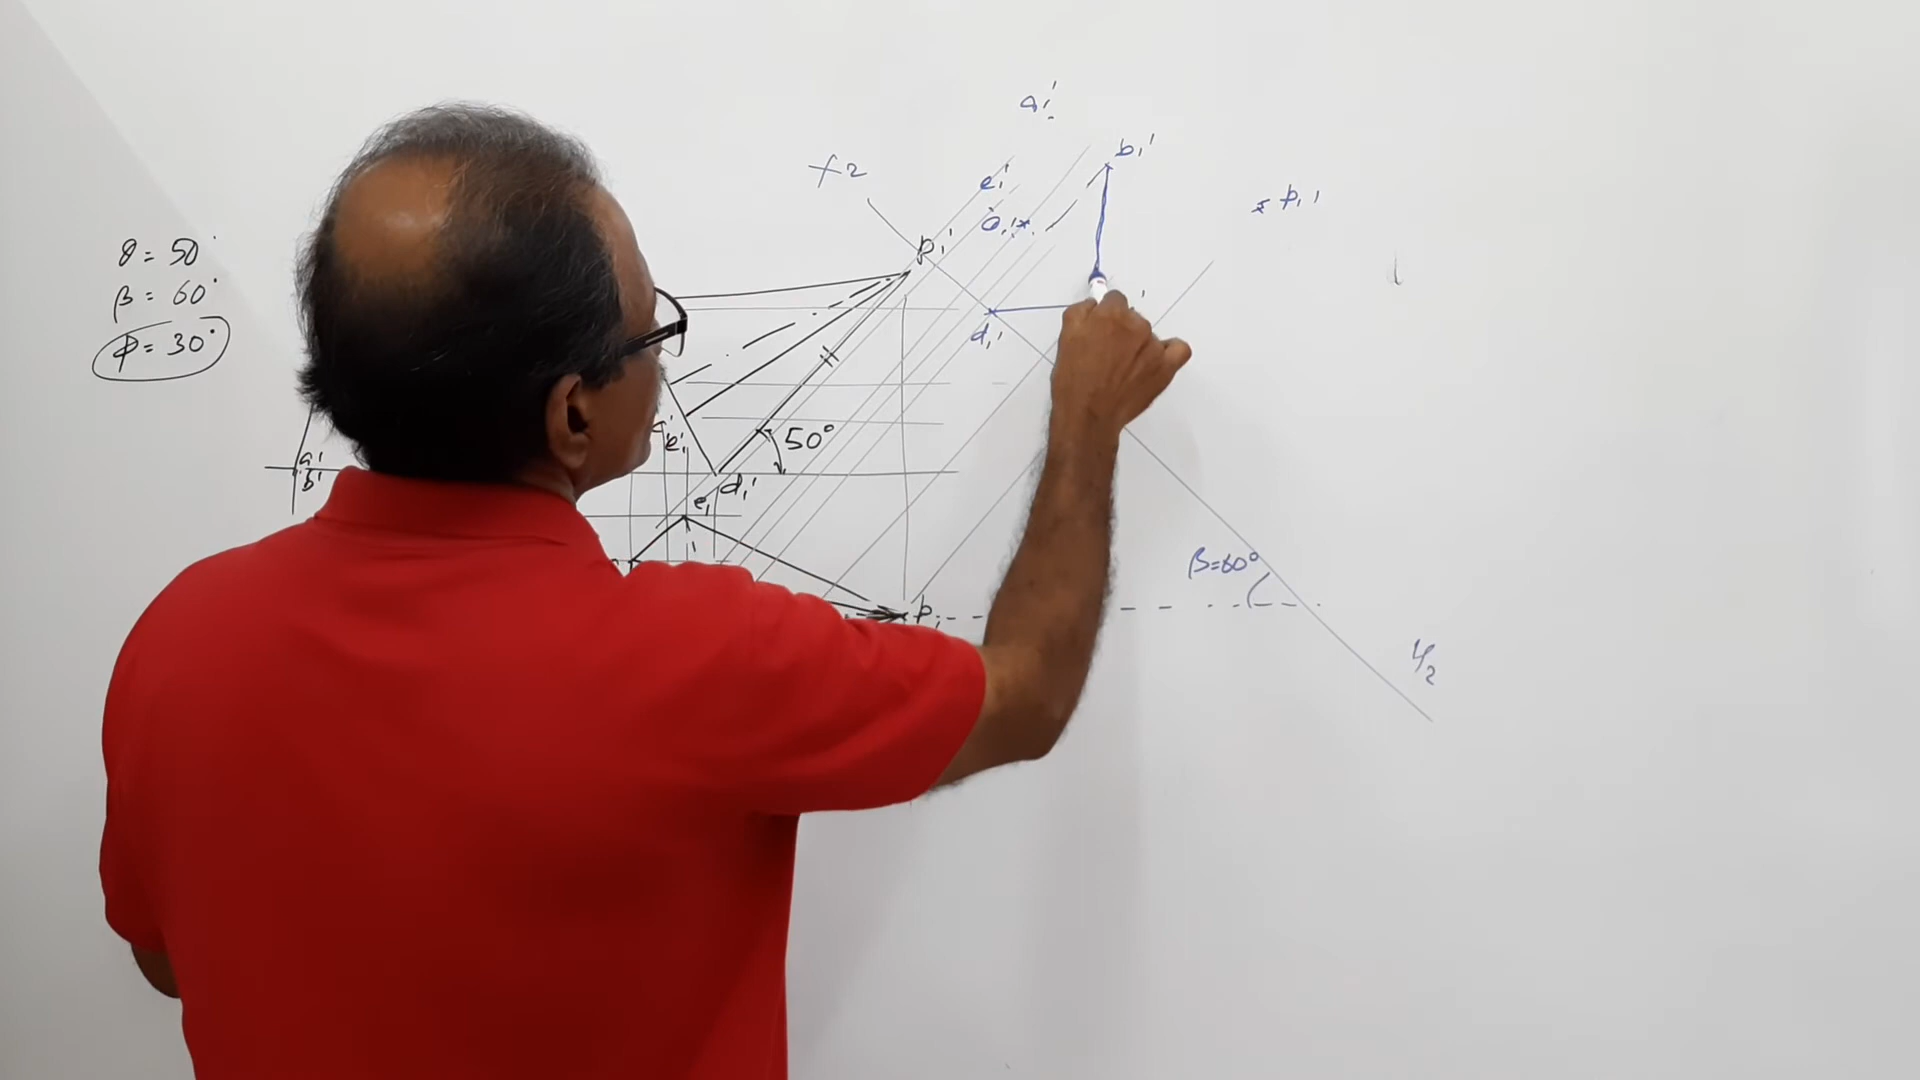 θ = 50°
β = 60°
φ = 30°
a'
b'
X2
a1'
b1'
e1'
o1'
p1'
p1'
d1'
50°
e1'
d1'
e1
p1
β=60°
Y2